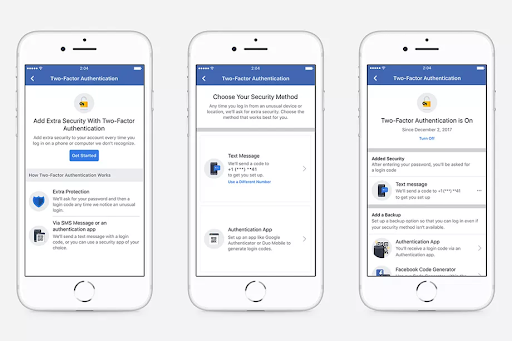 2:04
Two-Factor Authentication
Add Extra Security With Two-Factor
Authentication
Add extra security to your account every time you
log in on a phone or computer we don't recognize.
Get Started
How Two-Factor Authentication Works
Extra Protection
We'll ask for your password and then a
login code any time we notice an unusual
login.
Via SMS Message or an
authentication app
We'll send a text message with a login
code, or you can use a security app of your
choice.
2:04
Two-Factor Authentication
Choose Your Security Method
Any time you log in from an unusual device or
location, we'll ask for extra security. Choose the
method that works best for you.
Text Message
We'll send a code to
+1 (***) **41
to get you set up.
Use a Different Number
Authentication App
Set up an app like Google
Authenticator or Duo Mobile to
generate login codes.
2:04
Two-Factor Authentication
Two-Factor Authentication is On
Since December 2, 2017
Turn Off
Added Security
After entering your password, you'll be asked for
a login code
Text message
We'll send a code to +1(***) **41
Add a Backup
Set up a backup option so that you can log in even if
your security method isn't available.
Authentication App
You'll receive a login code via an
Authentication App.
Facebook Code Generator